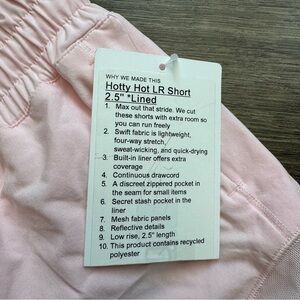 WHY WE MADE THIS
Hotty Hot LR Short
2.5" *Lined
1. Max out that stride. We cut
these shorts with extra room so
you can run freely
2. Swift fabric is lightweight,
four-way stretch,
sweat-wicking, and quick-drying
3. Built-in liner offers extra
coverage
4. Continuous drawcord
5. A discreet zippered pocket in
the seam for small items
6. Secret stash pocket in the
liner
7. Mesh fabric panels
8. Reflective details
9. Low rise, 2.5" length
10. This product contains recycled
polyester